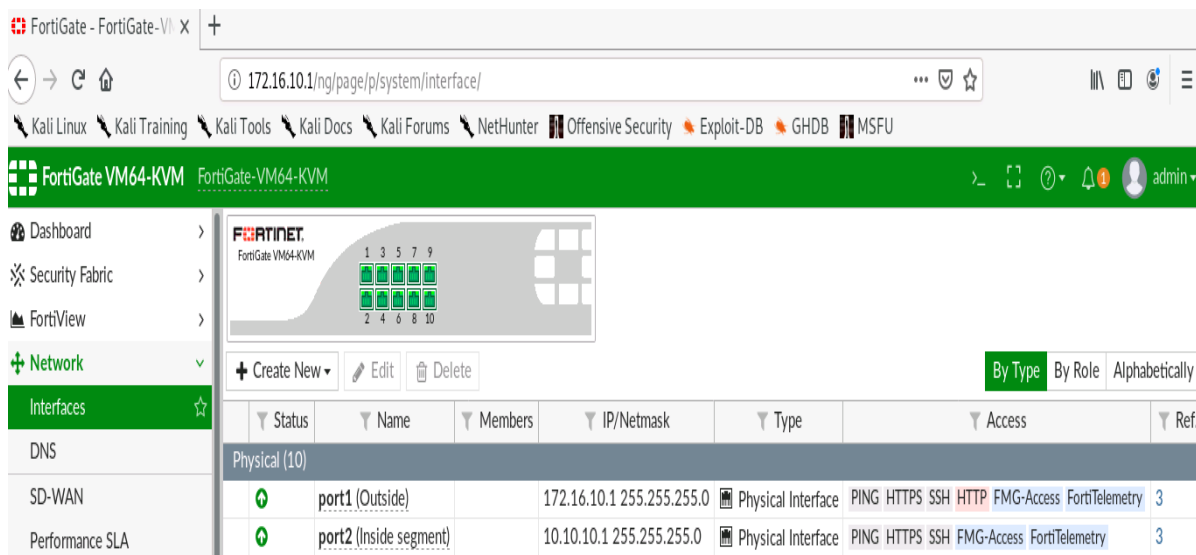 FortiGate - FortiGate-VM
172.16.10.1/ng/page/p/system/interface/
Kali Linux Kali Training Kali Tools Kali Docs Kali Forums NetHunter Offensive Security Exploit-DB GHDB MSFU
FortiGate VM64-KVM FortiGate-VM64-KVM 1 admin
Dashboard
Security Fabric
FortiView
Network
Interfaces
DNS
SD-WAN
Performance SLA
FORTINET.
FortiGate VM64-KVM
1 3 5 7 9
2 4 6 8 10
+ Create New Edit Delete By Type By Role Alphabetically
Status Name Members IP/Netmask Type Access Ref.
Physical (10)
port1 (Outside) 172.16.10.1 255.255.255.0 Physical Interface PING HTTPS SSH HTTP FMG-Access FortiTelemetry 3
port2 (Inside segment) 10.10.10.1 255.255.255.0 Physical Interface PING HTTPS SSH FMG-Access FortiTelemetry 3